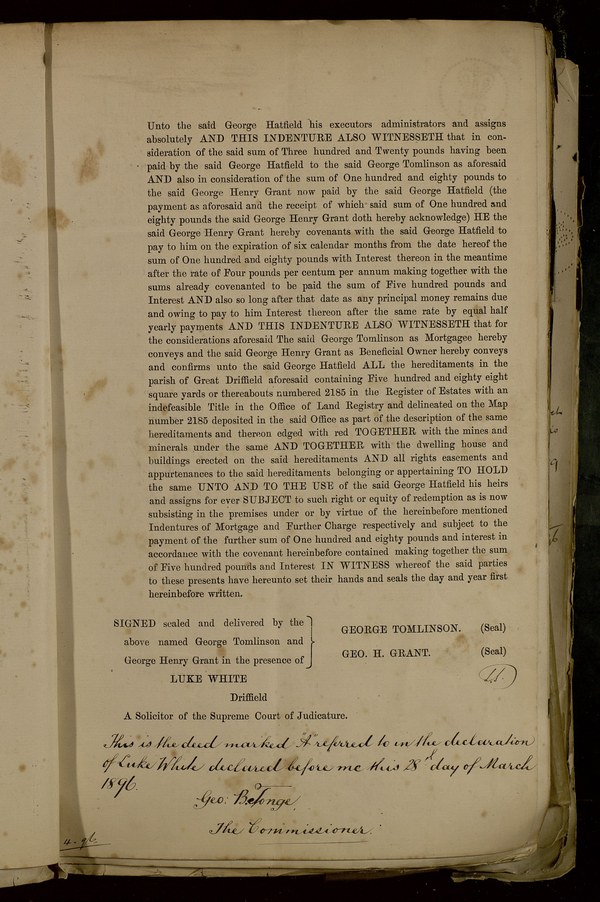 Unto the said George Hatfield his executors administrators and assigns
absolutely AND THIS INDENTURE ALSO WITNESSETH that in con-
sideration of the said sum of Three hundred and Twenty pounds having been
paid by the said George Hatfield to the said George Tomlinson as aforesaid
AND also in consideration of the sum of One hundred and eighty pounds to
the said George Henry Grant now paid by the said George Hatfield (the
payment as aforesaid and the receipt of which said sum of One hundred and
eighty pounds the said George Henry Grant doth hereby acknowledge) HE the
said George Henry Grant hereby covenants with the said George Hatfield to
pay to him on the expiration of six calendar months from the date hereof the
sum of One hundred and eighty pounds with Interest thereon in the meantime
after the rate of Four pounds per centum per annum making together with the
sums already covenanted to be paid the sum of Five hundred pounds and
Interest AND also so long after that date as any principal money remains due
and owing to pay to him Interest thereon after the same rate by equal half
yearly payments AND THIS INDENTURE ALSO WITNESSETH that for
the considerations aforesaid The said George Tomlinson as Mortgagee hereby
conveys and the said George Henry Grant as Beneficial Owner hereby conveys
and confirms unto the said George Hatfield ALL the hereditaments in the
parish of Great Driffield aforesaid containing Five hundred and eighty eight
square yards or thereabouts numbered 2185 in the Register of Estates with an
indefeasible Title in the Office of Land Registry and delineated on the Map
number 2185 deposited in the said Office as part of the description of the same
hereditaments and thereon edged with red TOGETHER with the mines and
minerals under the same AND TOGETHER with the dwelling house and
buildings erected on the said hereditaments AND all rights easements and
appurtenances to the said hereditaments belonging or appertaining TO HOLD
the same UNTO AND TO THE USE of the said George Hatfield his heirs
and assigns for ever SUBJECT to such right or equity of redemption as is now
subsisting in the premises under or by virtue of the hereinbefore mentioned
Indentures of Mortgage and Further Charge respectively and subject to the
payment of the further sum of One hundred and eighty pounds and interest in
accordance with the covenant hereinbefore contained making together the sum
of Five hundred pounds and Interest IN WITNESS whereof the said parties
to these presents have hereunto set their hands and seals the day and year first
hereinbefore written.
SIGNED sealed and delivered by the
above named George Tomlinson and
George Henry Grant in the presence of
GEORGE TOMLINSON. (Seal)
GEO. H. GRANT. (Seal)
LUKE WHITE
Driffield
A Solicitor of the Supreme Court of Judicature.
This is the deed marked A referred to in the declaration
of Luke White declared before me this 28 day of March
1896.
Geo.
The Commissioner.